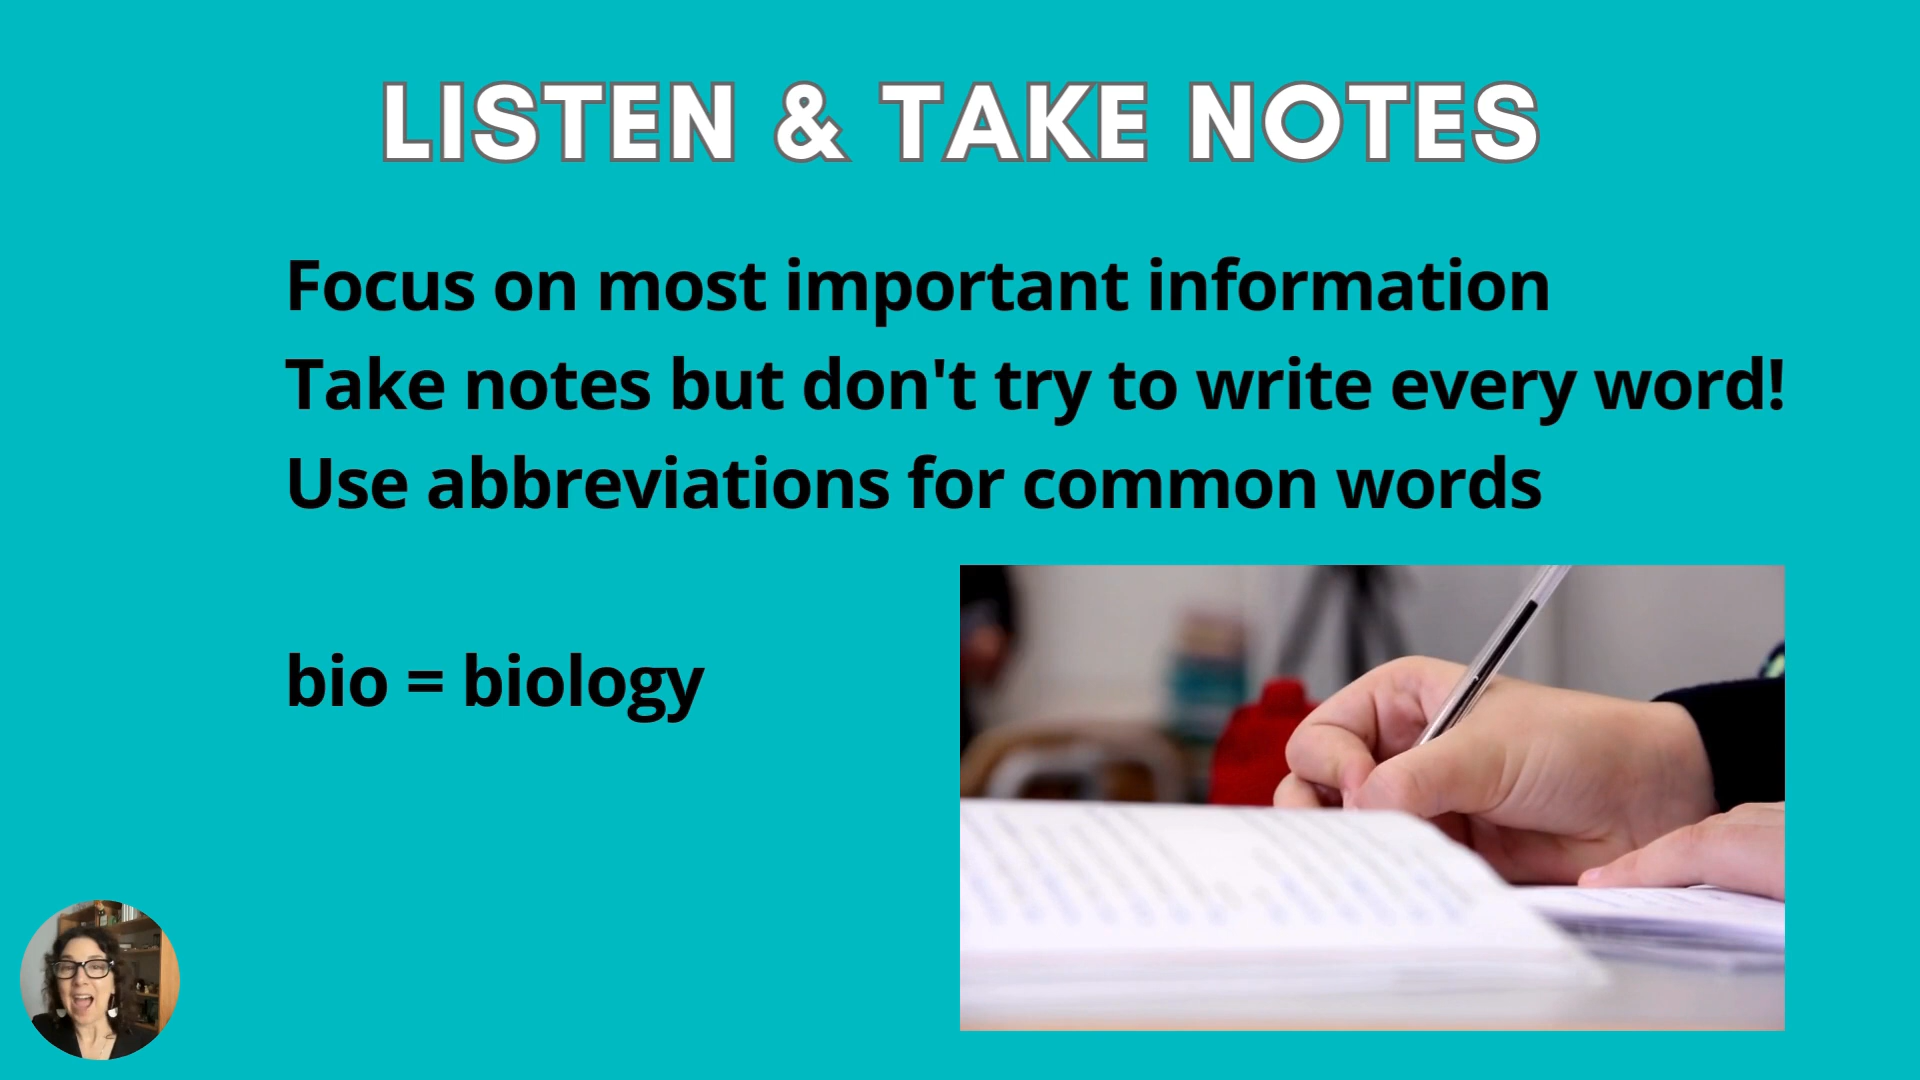 LISTEN & TAKE NOTES
Focus on most important information
Take notes but don't try to write every word!
Use abbreviations for common words
bio = biology